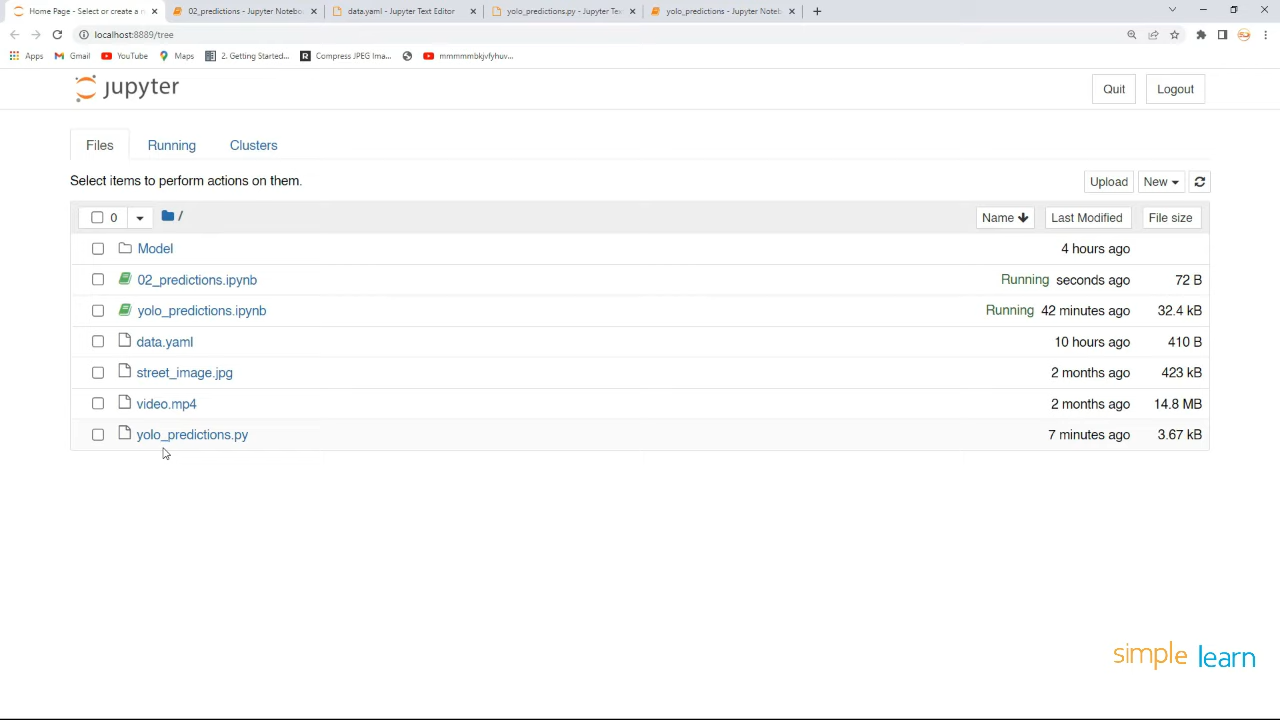 Home Page - Select or create a n
02_predictions - Jupyter Noteboo
data.yaml - Jupyter Text Editor
yolo_predictions.py - Jupyter Tex
yolo_predictions - Jupyter Noteb
localhost:8889/tree
Apps Gmail YouTube Maps 2. Getting Started... Compress JPEG Ima... mmmmmbkjvfyhuv...
jupyter
Quit Logout
Files Running Clusters
Select items to perform actions on them.
Upload New
0 / Name Last Modified File size
Model 4 hours ago
02_predictions.ipynb Running seconds ago 72 B
yolo_predictions.ipynb Running 42 minutes ago 32.4 kB
data.yaml 10 hours ago 410 B
street_image.jpg 2 months ago 423 kB
video.mp4 2 months ago 14.8 MB
yolo_predictions.py 7 minutes ago 3.67 kB
simple learn